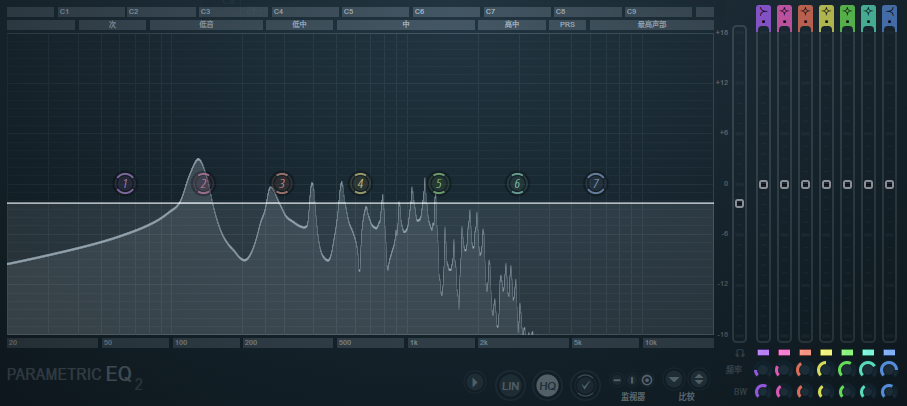 C1 C2 C3 C4 C5 C6 C7 C8 C9
次 低音 低中 中 高中 PRS 最高声部
+18
+12
+6
0
-6
-12
-18
1 2 3 4 5 6 7
20 50 100 200 500 1k 2k 5k 10k
频率
BW
PARAMETRIC EQ 2
LIN HQ
监视器 比较